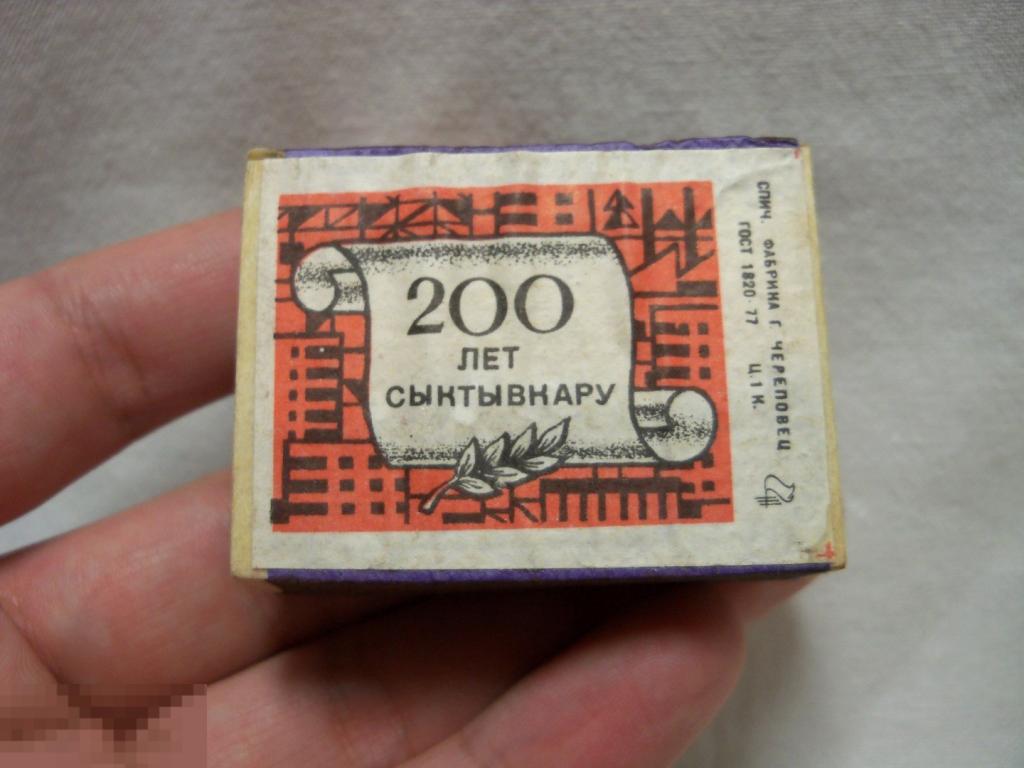 200
ЛЕТ
СЫКТЫВКАРУ
СПИЧ. ФАБРИКА Г ЧЕРЕПОВЕЦ
ГОСТ 1820-77 Ц. 1 К.